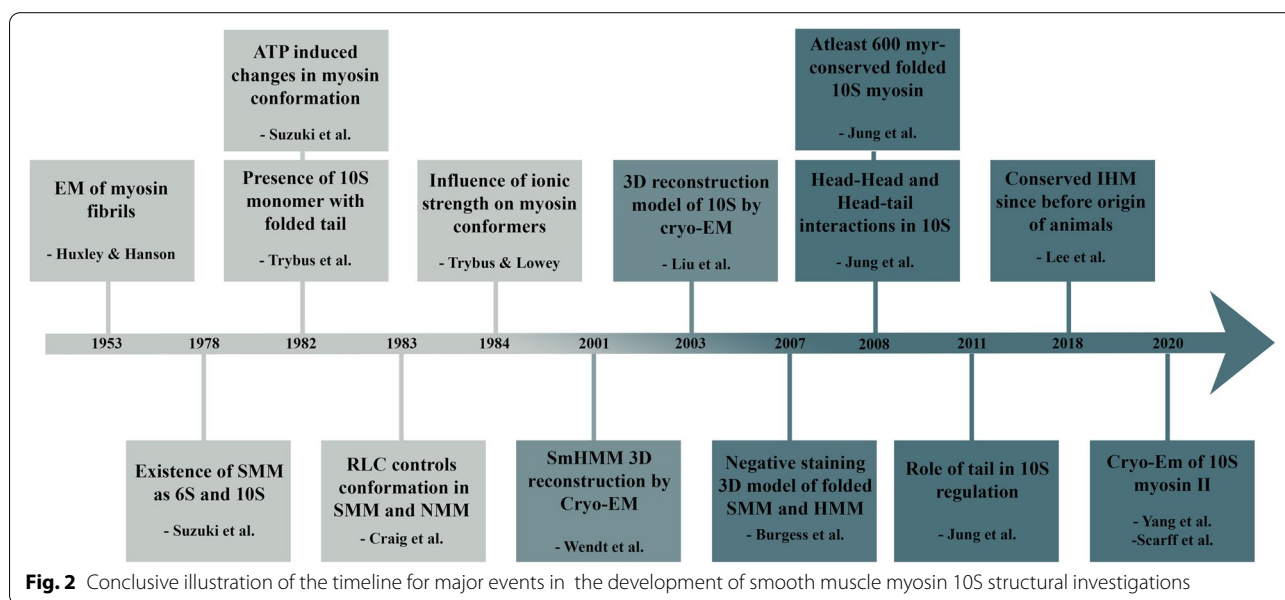 ATP induced
changes in myosin
conformation
- Suzuki et al.
Atleast 600 myr-
conserved folded
10S myosin
- Jung et al.
EM of myosin
fibrils
- Huxley & Hanson
Presence of 10S
monomer with
folded tail
- Trybus et al.
Influence of ionic
strength on myosin
conformers
- Trybus & Lowey
3D reconstruction
model of 10S by
cryo-EM
- Liu et al.
Head-Head and
Head-tail
interactions in 10S
- Jung et al.
Conserved IHM
since before origin
of animals
- Lee et al.
1953 1978 1982 1983 1984 2001 2003 2007 2008 2011 2018 2020
Existence of SMM
as 6S and 10S
- Suzuki et al.
RLC controls
conformation in
SMM and NMM
- Craig et al.
SmHMM 3D
reconstruction by
Cryo-EM
- Wendt et al.
Negative staining
3D model of folded
SMM and HMM
- Burgess et al.
Role of tail in 10S
regulation
- Jung et al.
Cryo-Em of 10S
myosin II
- Yang et al.
-Scarff et al.
Fig. 2 Conclusive illustration of the timeline for major events in the development of smooth muscle myosin 10S structural investigations